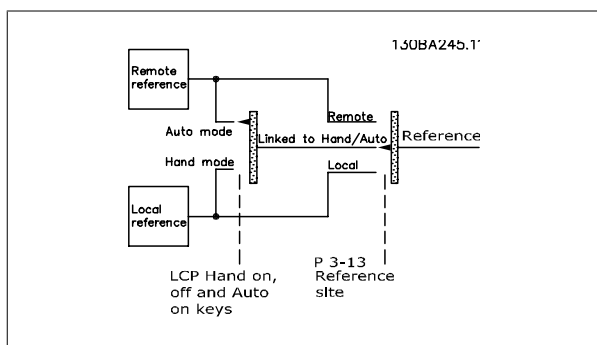 130BA245.11
Remote
reference
Remote
Auto mode
Linked to Hand/Auto
Reference
Hand mode
Local
Local
reference
LCP Hand on,
off and Auto
on keys
P 3-13
Reference
site